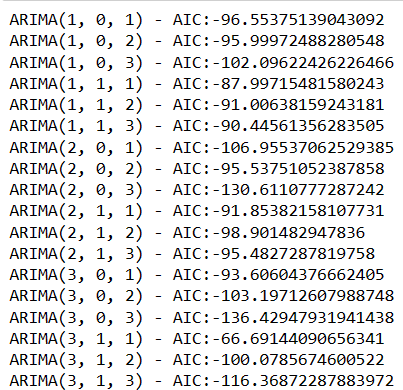 ARIMA(1, 0, 1) - AIC:-96.55375139043092
ARIMA(1, 0, 2) - AIC:-95.99972488280548
ARIMA(1, 0, 3) - AIC:-102.09622426226466
ARIMA(1, 1, 1) - AIC:-87.99715481580243
ARIMA(1, 1, 2) - AIC:-91.00638159243181
ARIMA(1, 1, 3) - AIC:-90.44561356283505
ARIMA(2, 0, 1) - AIC:-106.95537062529385
ARIMA(2, 0, 2) - AIC:-95.53751052387858
ARIMA(2, 0, 3) - AIC:-130.6110777287242
ARIMA(2, 1, 1) - AIC:-91.85382158107731
ARIMA(2, 1, 2) - AIC:-98.901482947836
ARIMA(2, 1, 3) - AIC:-95.4827287819758
ARIMA(3, 0, 1) - AIC:-93.60604376662405
ARIMA(3, 0, 2) - AIC:-103.19712607988748
ARIMA(3, 0, 3) - AIC:-136.42947931941438
ARIMA(3, 1, 1) - AIC:-66.69144090656341
ARIMA(3, 1, 2) - AIC:-100.0785674600522
ARIMA(3, 1, 3) - AIC:-116.36872287883972